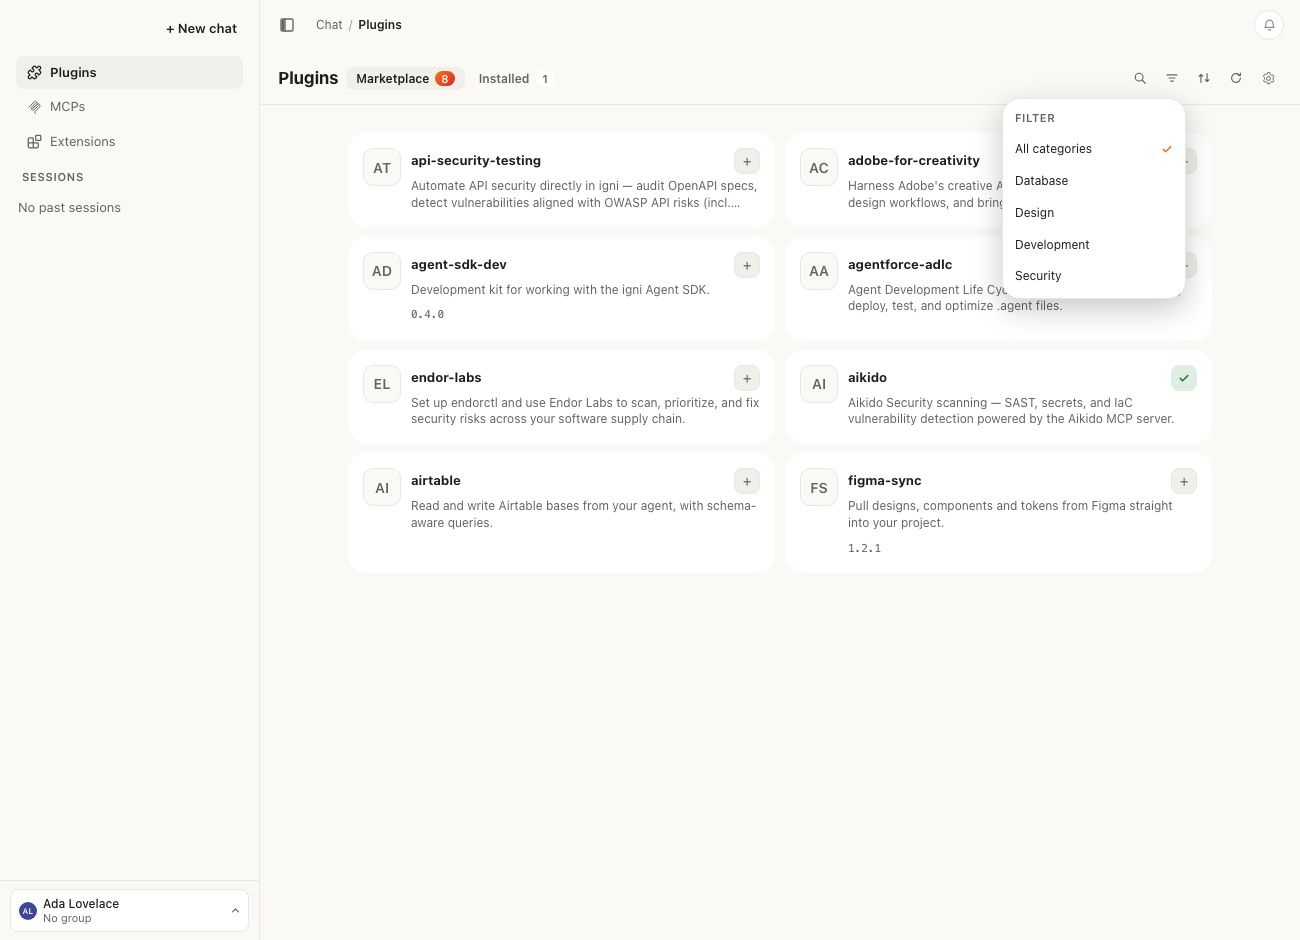 + New chat
Plugins
MCPs
Extensions
SESSIONS
No past sessions
Ada Lovelace
AL
No group
Chat / Plugins
Plugins
Marketplace 8
Installed 1
FILTER
All categories
Database
Design
Development
Security
AT
api-security-testing
Automate API security directly in igni — audit OpenAPI specs,
detect vulnerabilities aligned with OWASP API risks (incl....
AC
adobe-for-creativity
Harness Adobe's creative
design workflows, and
AD
agent-sdk-dev
Development kit for working with the igni Agent SDK.
0.4.0
AA
agentforce-adlc
Agent Development Life
deploy, test, and optimize .agent files.
EL
endor-labs
Set up endorctl and use Endor Labs to scan, prioritize, and fix
security risks across your software supply chain.
AI
aikido
Aikido Security scanning — SAST, secrets, and IaC
vulnerability detection powered by the Aikido MCP server.
AI
airtable
Read and write Airtable bases from your agent, with schema-
aware queries.
FS
figma-sync
Pull designs, components and tokens from Figma straight
into your project.
1.2.1